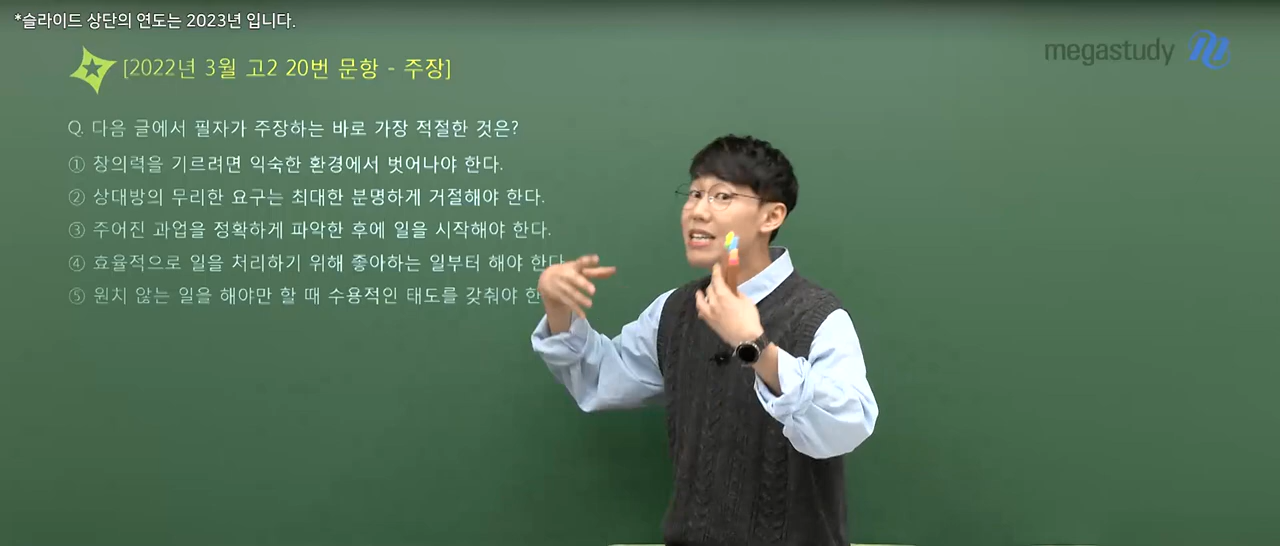 *슬라이드 상단의 연도는 2023년 입니다.
megastudy
[2022년 3월 고2 20번 문항 - 주장]
Q. 다음 글에서 필자가 주장하는 바로 가장 적절한 것은?
① 창의력을 기르려면 익숙한 환경에서 벗어나야 한다.
② 상대방의 무리한 요구는 최대한 분명하게 거절해야 한다.
③ 주어진 과업을 정확하게 파악한 후에 일을 시작해야 한다.
④ 효율적으로 일을 처리하기 위해 좋아하는 일부터 해야 한다
⑤ 원치 않는 일을 해야만 할 때 수용적인 태도를 갖춰야 한